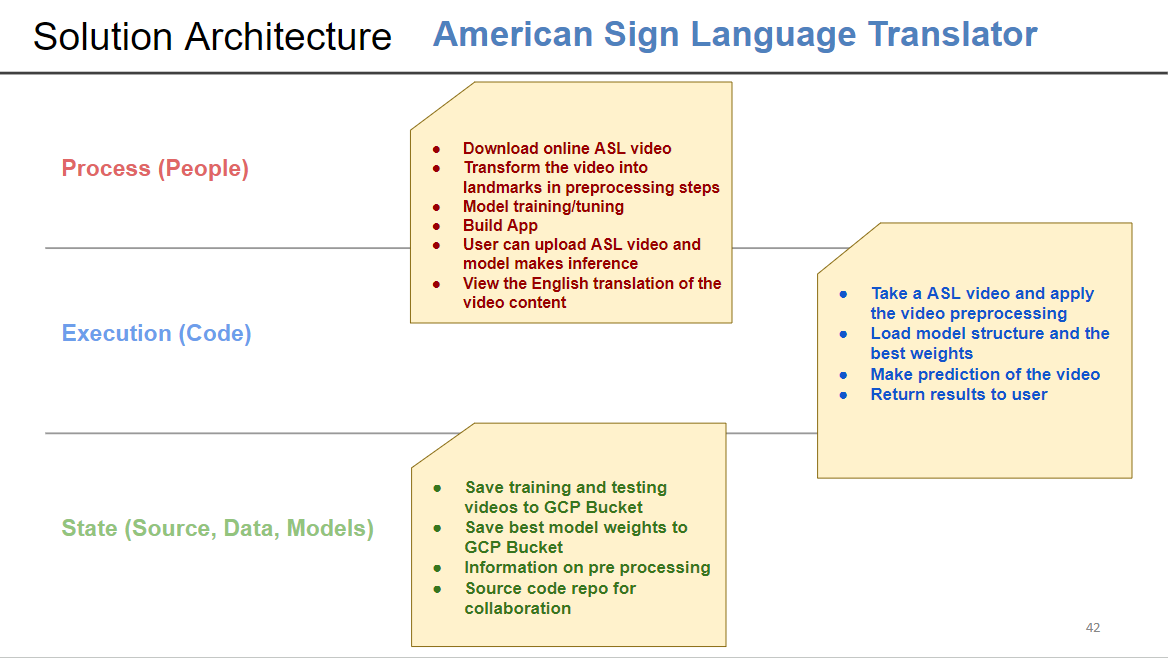 Solution Architecture
American Sign Language Translator
Process (People)
● Download online ASL video
● Transform the video into
landmarks in preprocessing steps
● Model training/tuning
● Build App
● User can upload ASL video and
model makes inference
● View the English translation of the
video content
Execution (Code)
● Take a ASL video and apply
the video preprocessing
● Load model structure and the
best weights
● Make prediction of the video
● Return results to user
State (Source, Data, Models)
● Save training and testing
videos to GCP Bucket
● Save best model weights to
GCP Bucket
● Information on pre processing
● Source code repo for
collaboration
42